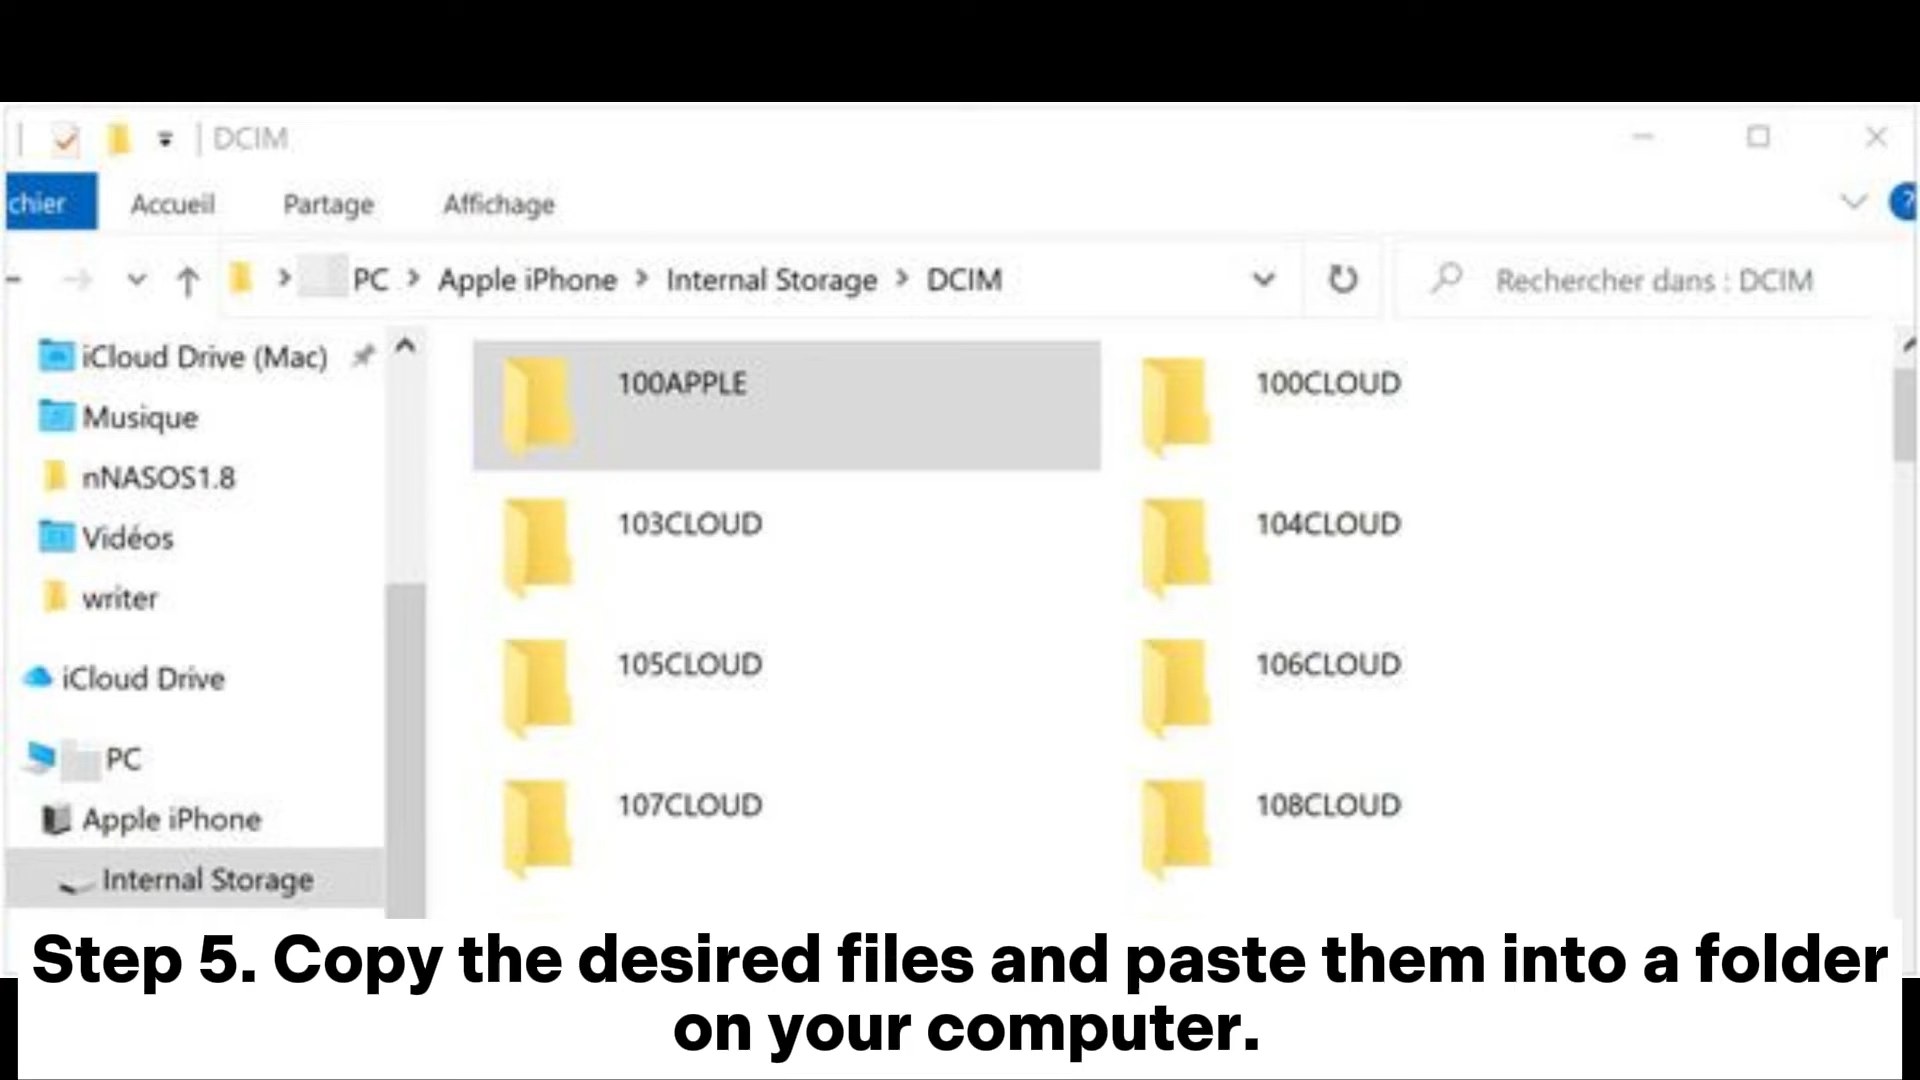 DCIM
chier Accueil Partage Affichage
PC > Apple iPhone > Internal Storage > DCIM
Rechercher dans : DCIM
iCloud Drive (Mac)
Musique
nNASOS1.8
Vidéos
writer
iCloud Drive
PC
Apple iPhone
Internal Storage
100APPLE 100CLOUD
103CLOUD 104CLOUD
105CLOUD 106CLOUD
107CLOUD 108CLOUD
Step 5. Copy the desired files and paste them into a folder
on your computer.